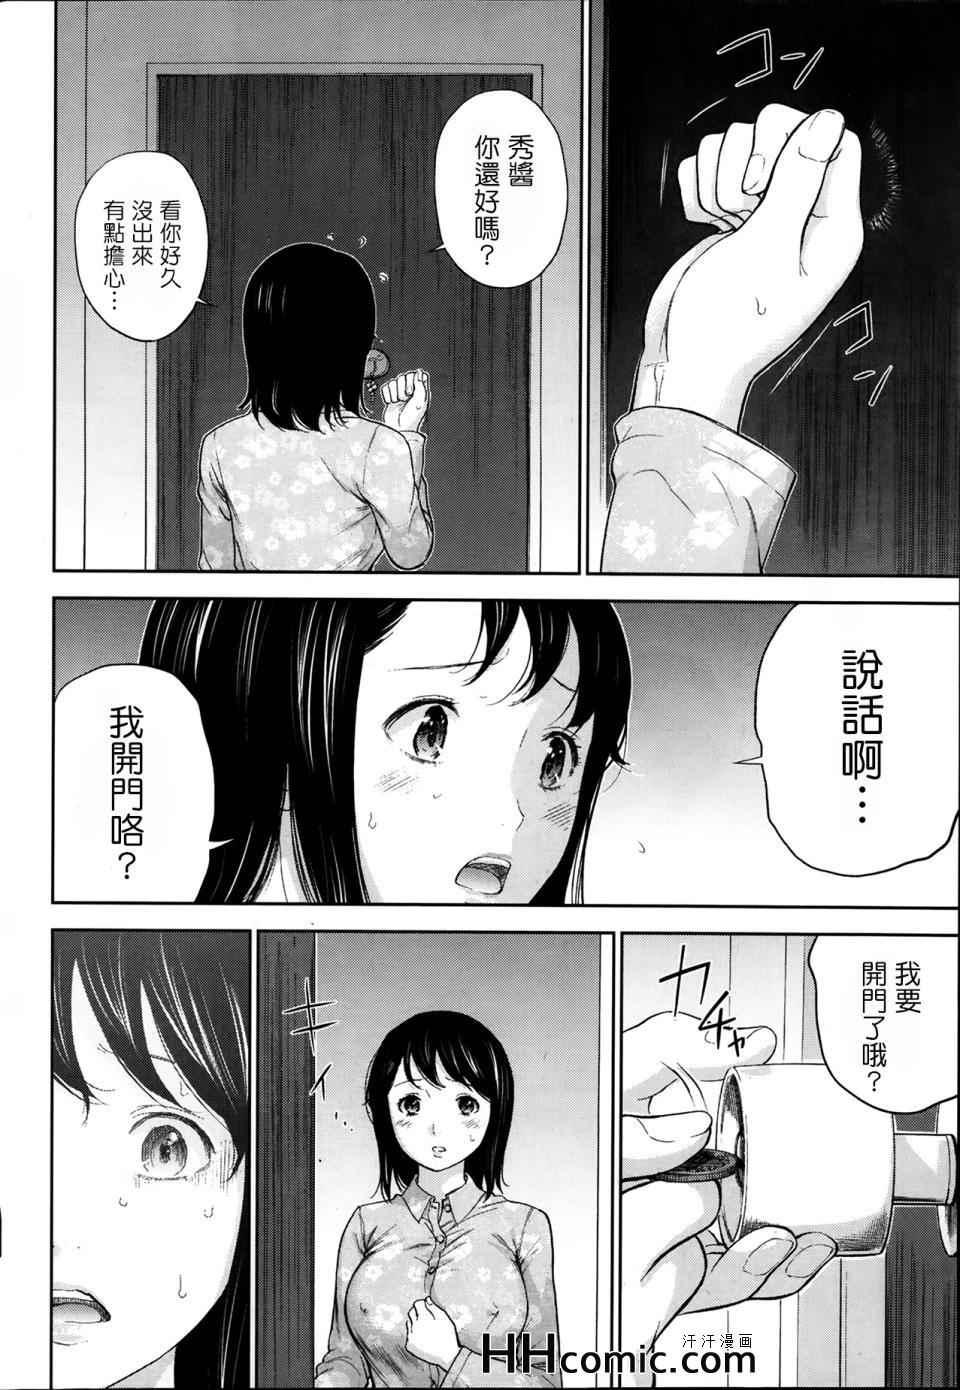 コン
コン
秀醬
你還好嗎？
看你好久
沒出來
有點擔心…
說話啊…
我開門咯？
我要
開門了哦？
カチャ
キイ…
汗汗漫画
HHcomic.com